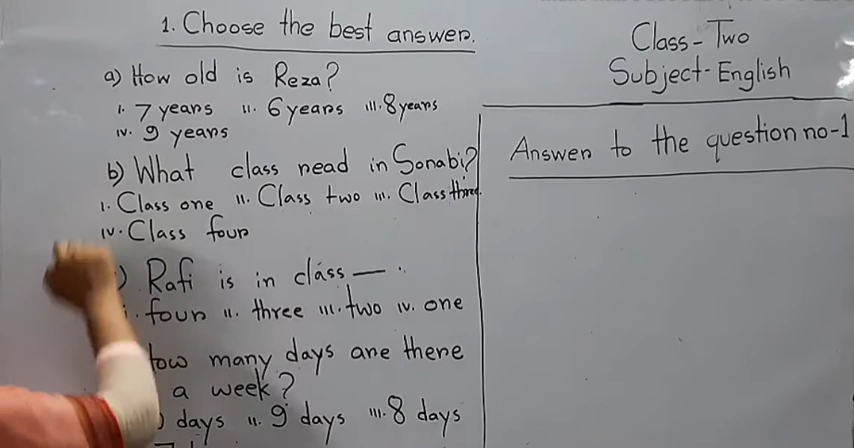 1. Choose the best answer.
a) How old is Reza?
i. 7 years ii. 6 years iii. 8 years
iv. 9 years
b) What class read in Sonabi?
i. Class one ii. Class two iii. Class three.
iv. Class four
) Rafi is in class — .
i. four ii. three iii. two iv. one
How many days are there
a week?
days ii. 9 days iii. 8 days
Class - Two
Subject - English
Answer to the question no-1